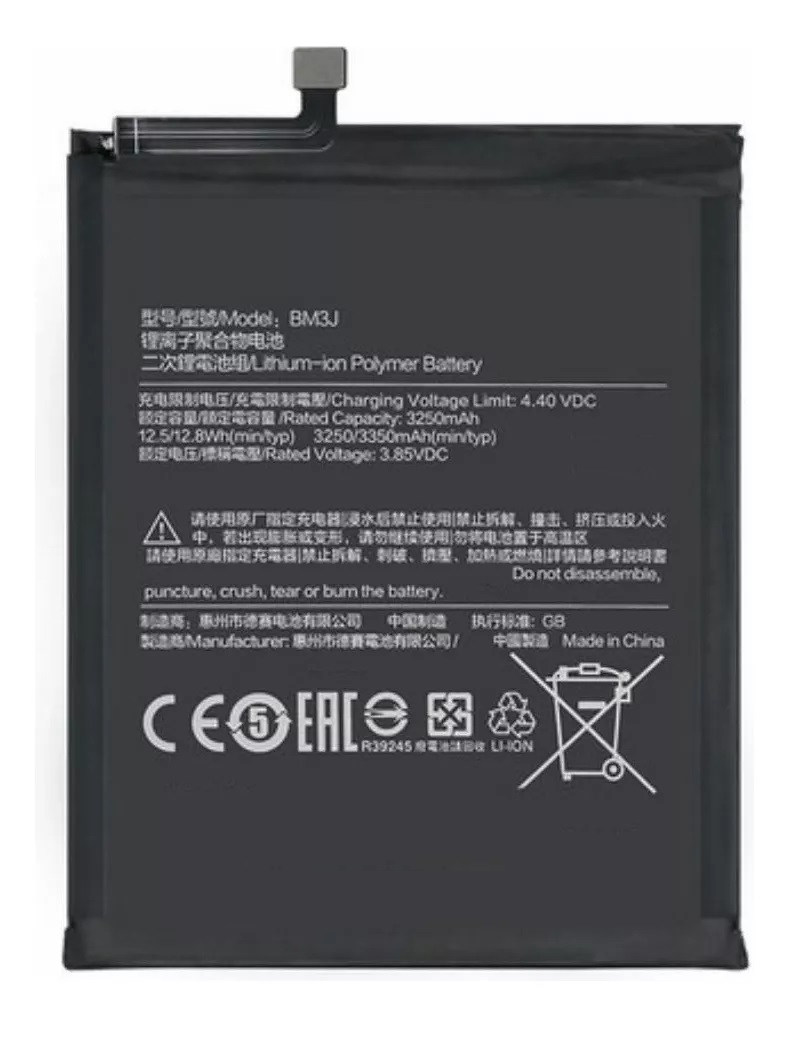 型号/型號/Model: BM3J
锂离子聚合物电池
二次鋰電池组/Lithium-ion Polymer Battery
充电限制电压/充電限制電壓/Charging Voltage Limit: 4.40 VDC
额定容量/額定電容量 /Rated Capacity: 3250mAh
12.5/12.8Wh(min/typ) 3250/3350mAh(min/typ)
额定电压/標稱電壓/Rated Voltage: 3.85VDC
请使用原厂指定充电器|浸水后禁止使用|禁止拆解、撞击、挤压或投入火
中，若出现膨胀或变形，请勿继续使用|勿将电池置于高温区
請使用原廠指定充電器|禁止拆解、刺破、擠壓、加熱或燃燒|詳情請參考說明書
Do not disassemble,
puncture, crush, tear or burn the battery.
制造商：惠州市德赛电池有限公司 中国制造 执行标准: GB
製造商/Manufacturer: 惠州市德賽電池有限公司/ 中國製造 Made in China
CE 5 EAC R39245 廢電池請回收 LI-ION